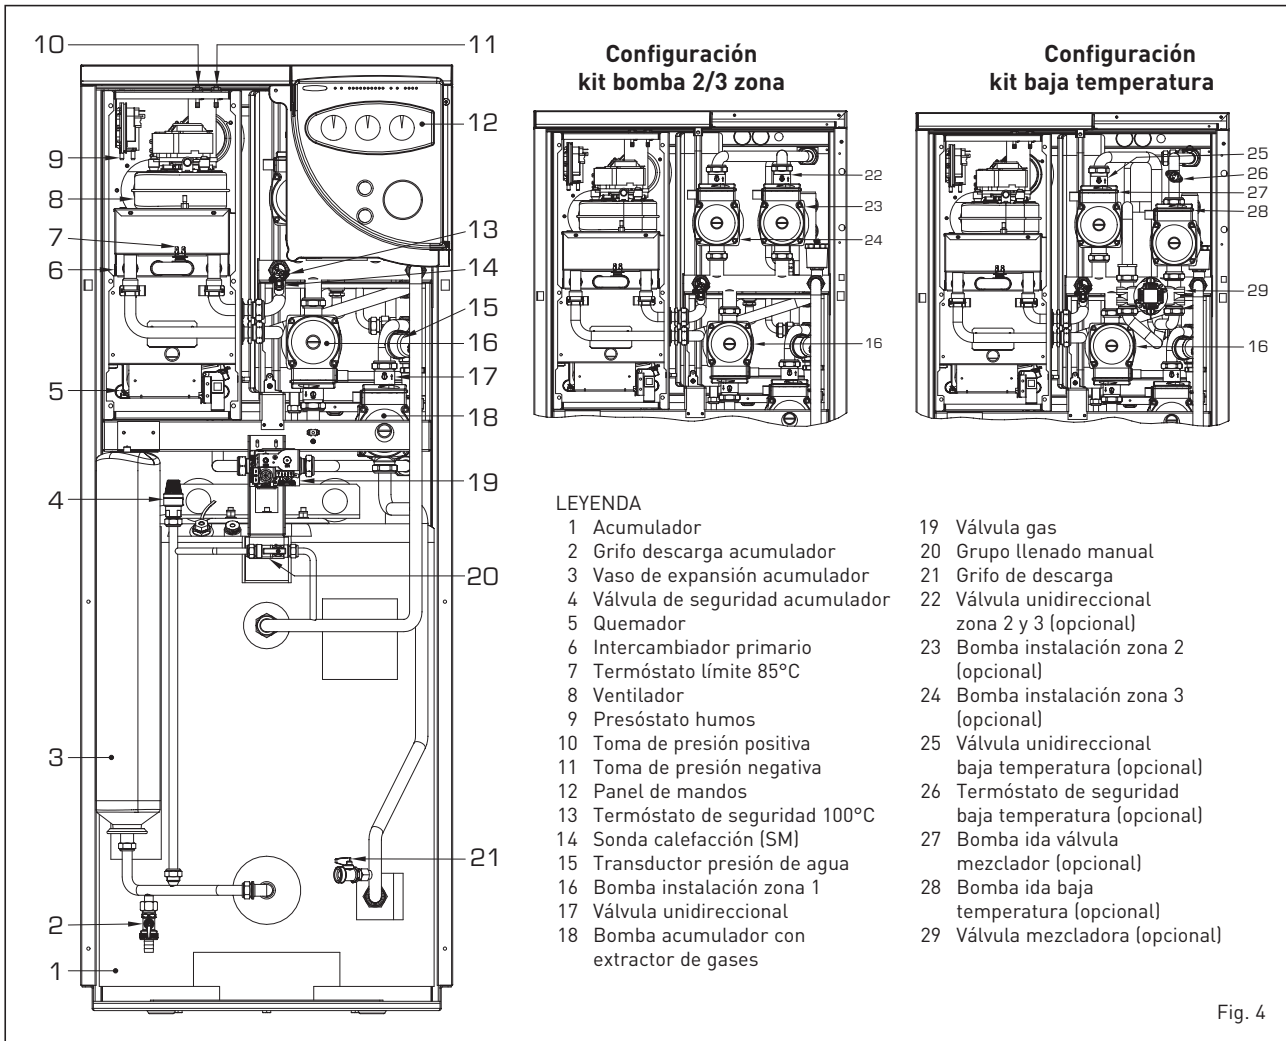 10
11
12
9
8
7
6
13
14
15
16
5
17
18
4
19
20
3
21
2
1
Configuración
kit bomba 2/3 zona
22
23
24
16
Configuración
kit baja temperatura
25
26
27
28
29
16
LEYENDA
1 Acumulador
2 Grifo descarga acumulador
3 Vaso de expansión acumulador
4 Válvula de seguridad acumulador
5 Quemador
6 Intercambiador primario
7 Termóstato límite 85°C
8 Ventilador
9 Presóstato humos
10 Toma de presión positiva
11 Toma de presión negativa
12 Panel de mandos
13 Termóstato de seguridad 100°C
14 Sonda calefacción (SM)
15 Transductor presión de agua
16 Bomba instalación zona 1
17 Válvula unidireccional
18 Bomba acumulador con
extractor de gases
19 Válvula gas
20 Grupo llenado manual
21 Grifo de descarga
22 Válvula unidireccional
zona 2 y 3 (opcional)
23 Bomba instalación zona 2
(opcional)
24 Bomba instalación zona 3
(opcional)
25 Válvula unidireccional
baja temperatura (opcional)
26 Termóstato de seguridad
baja temperatura (opcional)
27 Bomba ida válvula
mezclador (opcional)
28 Bomba ida baja
temperatura (opcional)
29 Válvula mezcladora (opcional)
Fig. 4